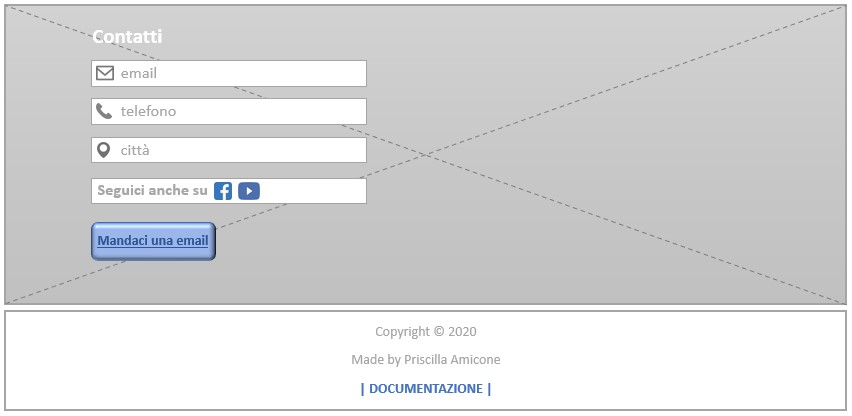 Contatti
email
telefono
città
Seguici anche su
Mandaci una email
Copyright © 2020
Made by Priscilla Amicone
| DOCUMENTAZIONE |